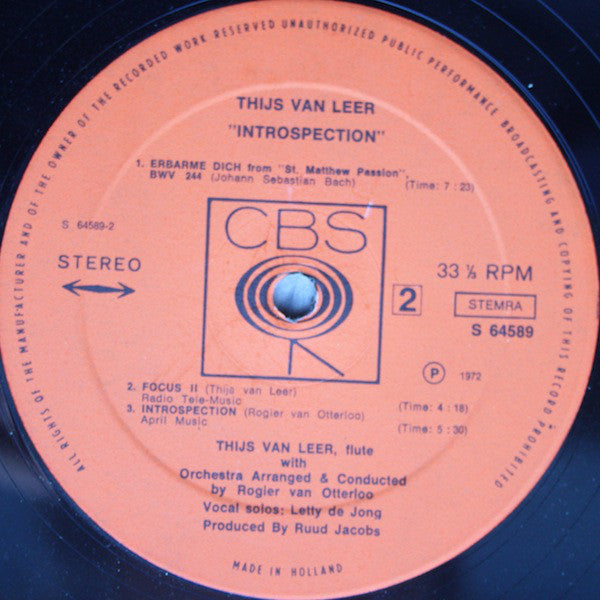 ALL RIGHTS OF THE MANUFACTURER AND OF THE OWNER OF THE RECORDED WORK RESERVED UNAUTHORIZED PUBLIC PERFORMANCE BROADCASTING AND COPYING OF THIS RECORD PROHIBITED
THIJS VAN LEER
"INTROSPECTION"
1. ERBARME DICH from "St. Matthew Passion",
BWV 244 (Johann Sebastian Bach) (Time: 7 : 23)
S 64589-2
CBS
STEREO
2
33 ⅓ RPM
STEMRA
S 64589
P 1972
2. FOCUS II (Thijs van Leer) (Time: 4 : 18)
Radio Tele-Music
3. INTROSPECTION (Rogier van Otterloo) (Time: 5 : 30)
April Music
THIJS VAN LEER, flute
with
Orchestra Arranged & Conducted
by Rogier van Otterloo
Vocal solos: Letty de Jong
Produced By Ruud Jacobs
MADE IN HOLLAND